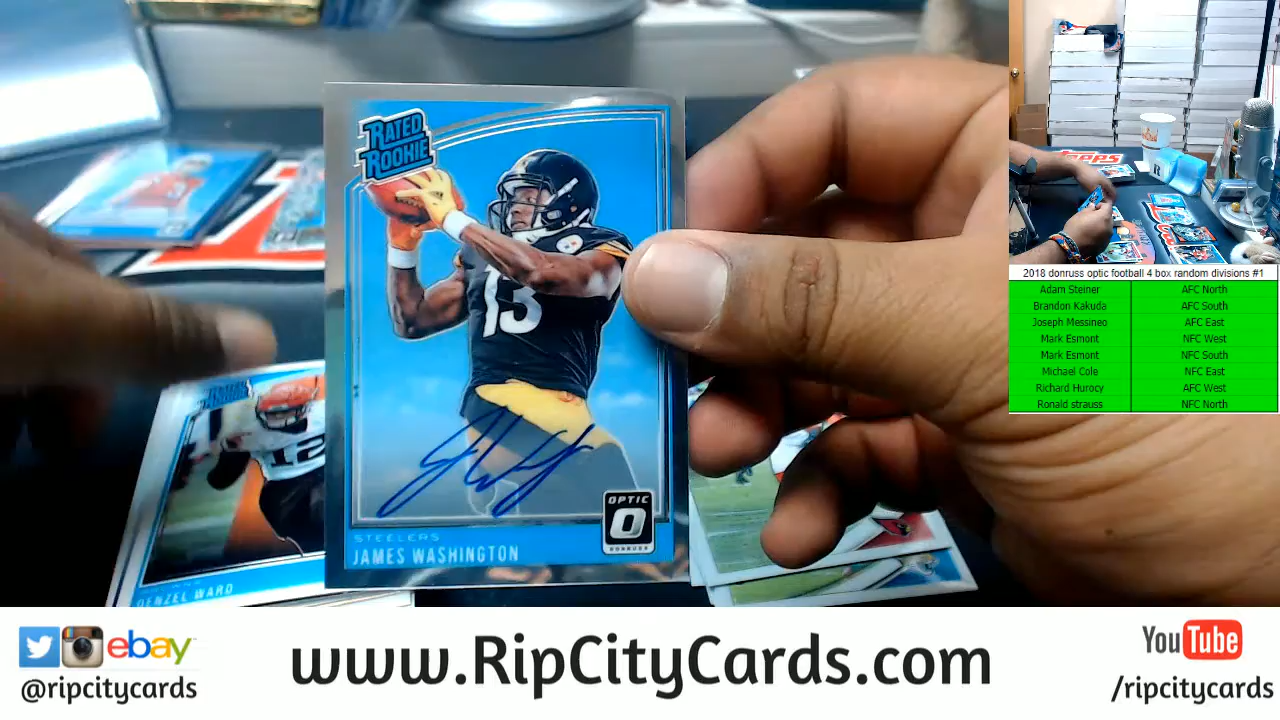 RATED
ROOKIE
13
OPTIC
O
DONRUSS
STEELERS
JAMES WASHINGTON
12
DENZEL WARD
TOPPS
2018 donruss optic football 4 box random divisions #1
Adam Steiner AFC North
Brandon Kakuda AFC South
Joseph Messineo AFC East
Mark Esmont NFC West
Mark Esmont NFC South
Michael Cole NFC East
Richard Hurocy AFC West
Ronald strauss NFC North
ebay
@ripcitycards
www.RipCityCards.com
YouTube
/ripcitycards